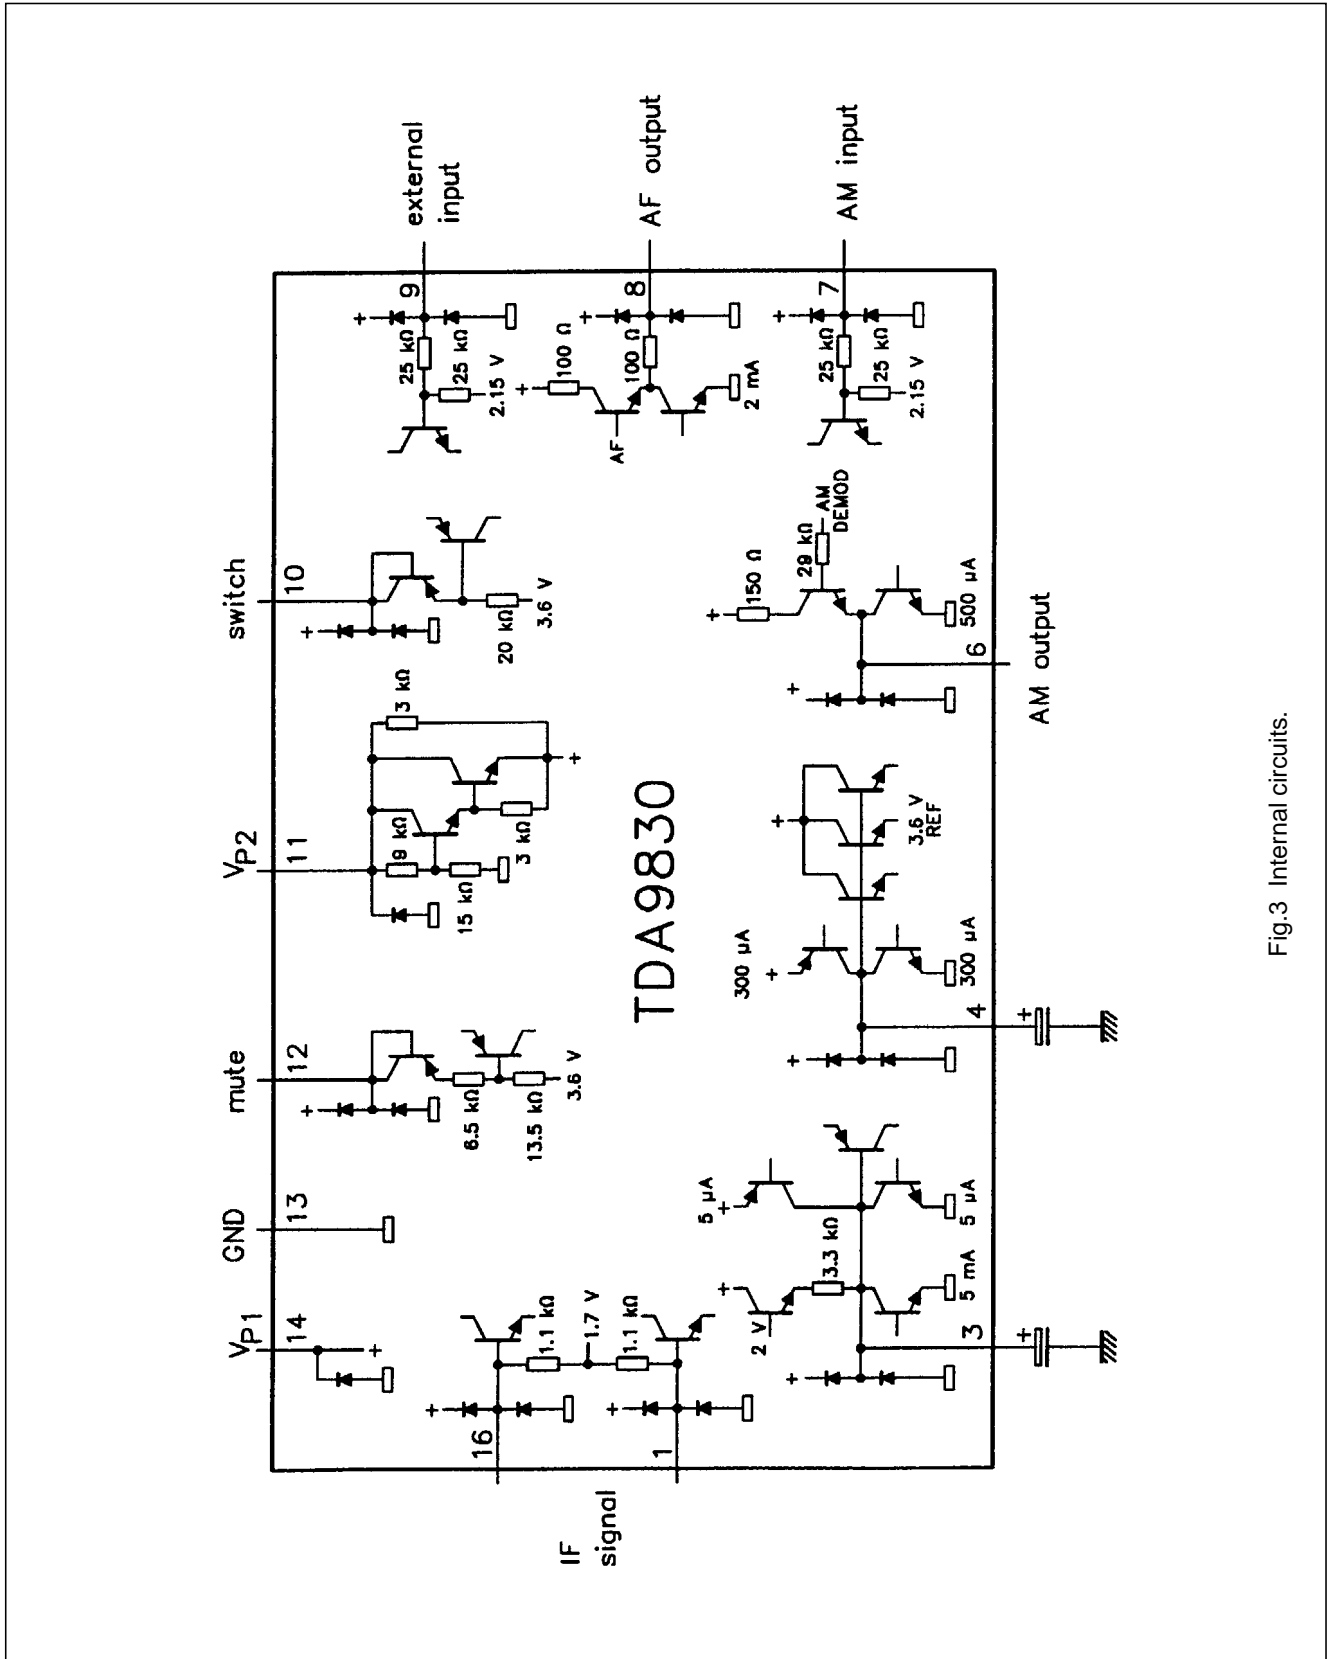 VP1
GND
mute
VP2
switch
14
13
12
11
10
+
+
+
+
6.5 kΩ
13.5 kΩ
3.6 V
9 kΩ
15 kΩ
3 kΩ
3 kΩ
+
20 kΩ
3.6 V
IF
signal
16
1
+
+
1.1 kΩ
1.7 V
1.1 kΩ
TDA9830
external
input
9
+
25 kΩ
25 kΩ
2.15 V
AF output
8
+
+
100 Ω
100 Ω
AF
2 mA
AM input
7
+
25 kΩ
25 kΩ
2.15 V
+
2 V
+
3.3 kΩ
5 mA
5 µA
+
5 µA
3
+
+
300 µA
+
300 µA
4
+
+
3.6 V
REF
+
+
150 Ω
29 kΩ
AM
DEMOD
500 µA
6
AM output
Fig.3 Internal circuits.